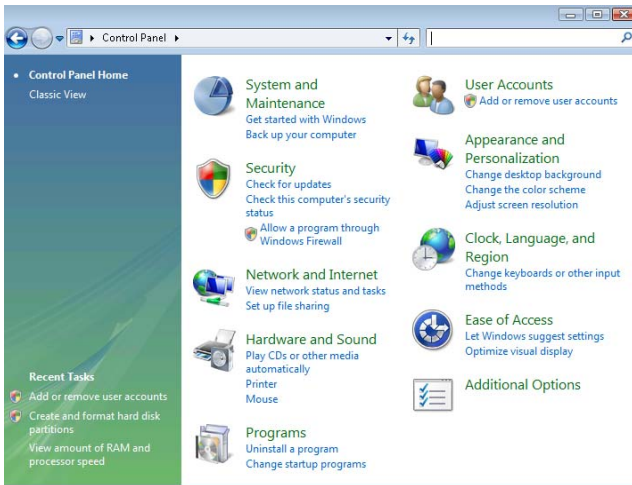 Control Panel
Control Panel Home
Classic View
Recent Tasks
Add or remove user accounts
Create and format hard disk
partitions
View amount of RAM and
processor speed
System and
Maintenance
Get started with Windows
Back up your computer
Security
Check for updates
Check this computer's security
status
Allow a program through
Windows Firewall
Network and Internet
View network status and tasks
Set up file sharing
Hardware and Sound
Play CDs or other media
automatically
Printer
Mouse
Programs
Uninstall a program
Change startup programs
User Accounts
Add or remove user accounts
Appearance and
Personalization
Change desktop background
Change the color scheme
Adjust screen resolution
Clock, Language, and
Region
Change keyboards or other input
methods
Ease of Access
Let Windows suggest settings
Optimize visual display
Additional Options